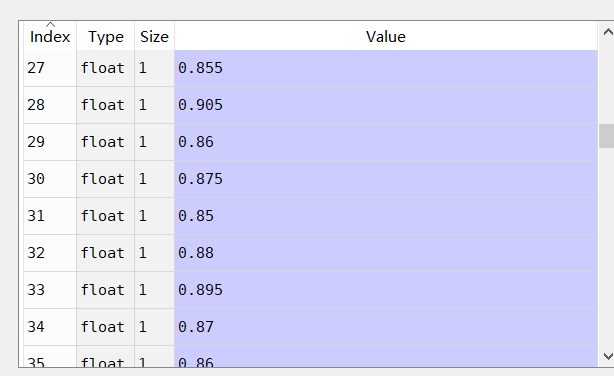 Index Type Size Value
27 float 1 0.855
28 float 1 0.905
29 float 1 0.86
30 float 1 0.875
31 float 1 0.85
32 float 1 0.88
33 float 1 0.895
34 float 1 0.87
35 float 1 0.86